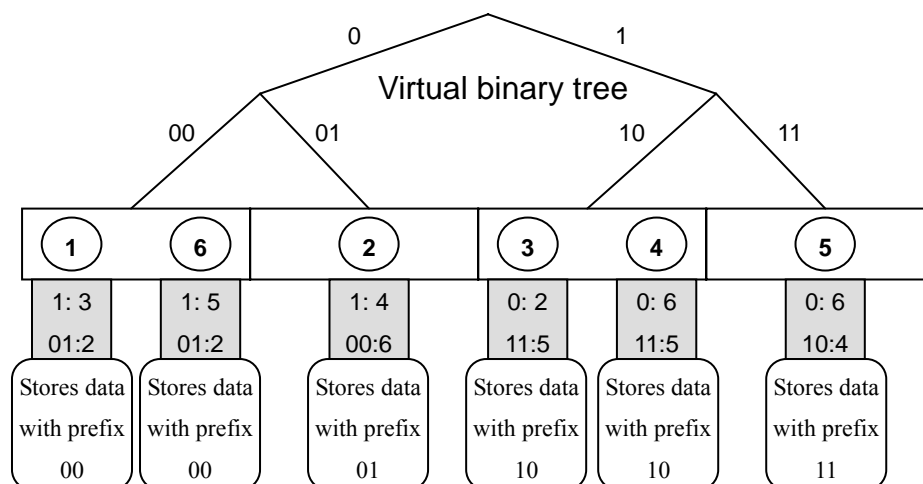 0 1
Virtual binary tree
00 01 10 11
1 6 2 3 4 5
1: 3 1: 5 1: 4 0: 2 0: 6 0: 6
01:2 01:2 00:6 11:5 11:5 10:4
Stores data Stores data Stores data Stores data Stores data Stores data
with prefix with prefix with prefix with prefix with prefix with prefix
00 00 01 10 10 11